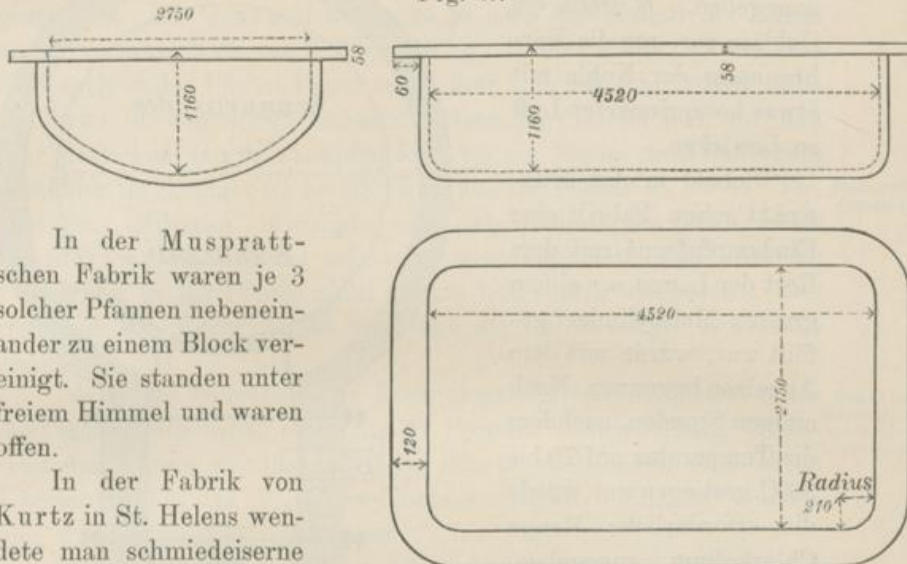 2750
58
1160
60
58
4520
1160
In der Muspratt-
schen Fabrik waren je 3
solcher Pfannen nebenein-
ander zu einem Block ver-
einigt. Sie standen unter
freiem Himmel und waren
offen.
In der Fabrik von
Kurtz in St. Helens wen-
dete man schmiedeiserne
4520
2750
120
Radius
210